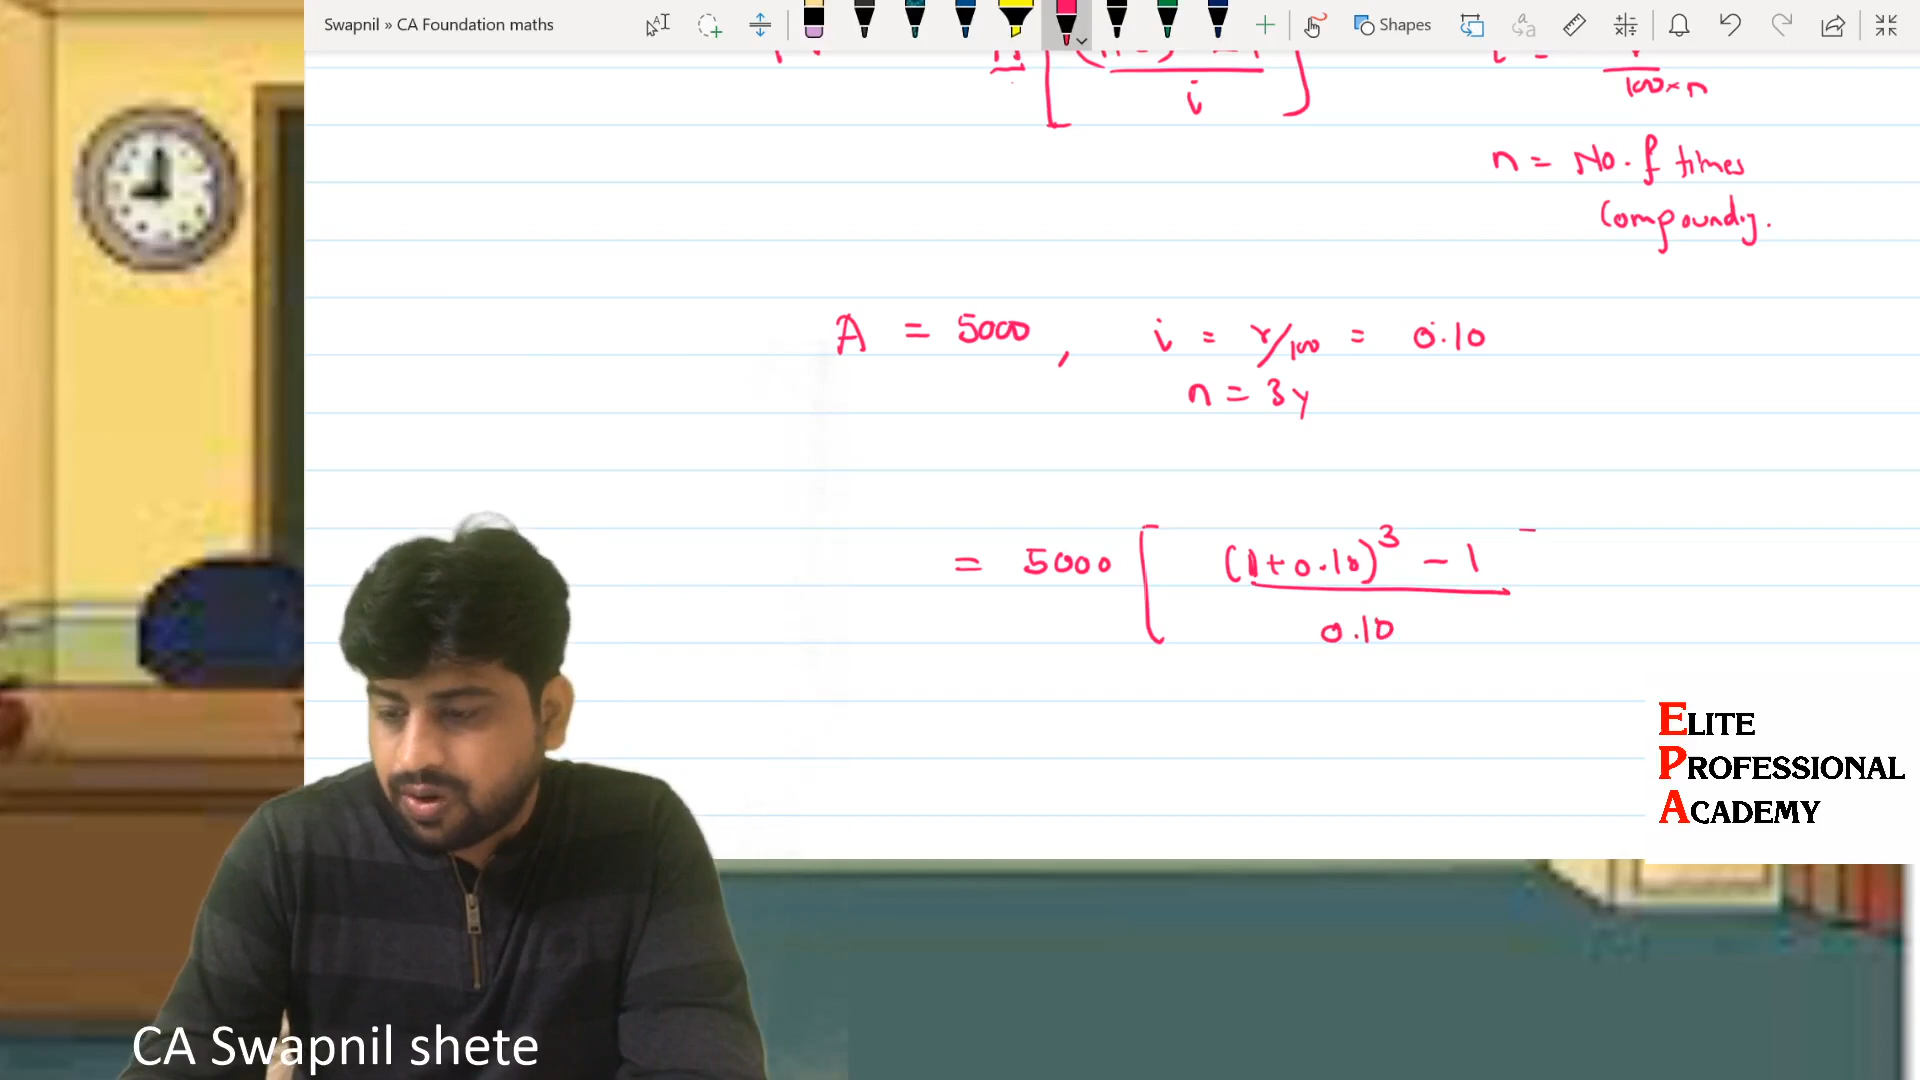 Swapnil » CA Foundation maths
Shapes
i
100×n
n = No. of times
Compoundg.
A = 5000 , i = r/100 = 0.10
n = 3y
= 5000 [ (1+0.10)³ - 1
0.10
ELITE
PROFESSIONAL
ACADEMY
CA Swapnil shete